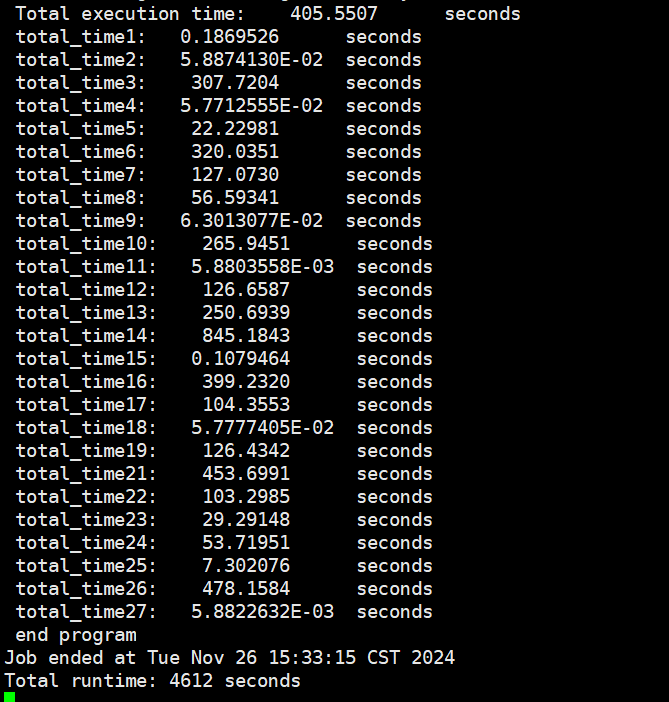 Total execution time: 405.5507 seconds
total_time1: 0.1869526 seconds
total_time2: 5.8874130E-02 seconds
total_time3: 307.7204 seconds
total_time4: 5.7712555E-02 seconds
total_time5: 22.22981 seconds
total_time6: 320.0351 seconds
total_time7: 127.0730 seconds
total_time8: 56.59341 seconds
total_time9: 6.3013077E-02 seconds
total_time10: 265.9451 seconds
total_time11: 5.8803558E-03 seconds
total_time12: 126.6587 seconds
total_time13: 250.6939 seconds
total_time14: 845.1843 seconds
total_time15: 0.1079464 seconds
total_time16: 399.2320 seconds
total_time17: 104.3553 seconds
total_time18: 5.7777405E-02 seconds
total_time19: 126.4342 seconds
total_time21: 453.6991 seconds
total_time22: 103.2985 seconds
total_time23: 29.29148 seconds
total_time24: 53.71951 seconds
total_time25: 7.302076 seconds
total_time26: 478.1584 seconds
total_time27: 5.8822632E-03 seconds
end program
Job ended at Tue Nov 26 15:33:15 CST 2024
Total runtime: 4612 seconds